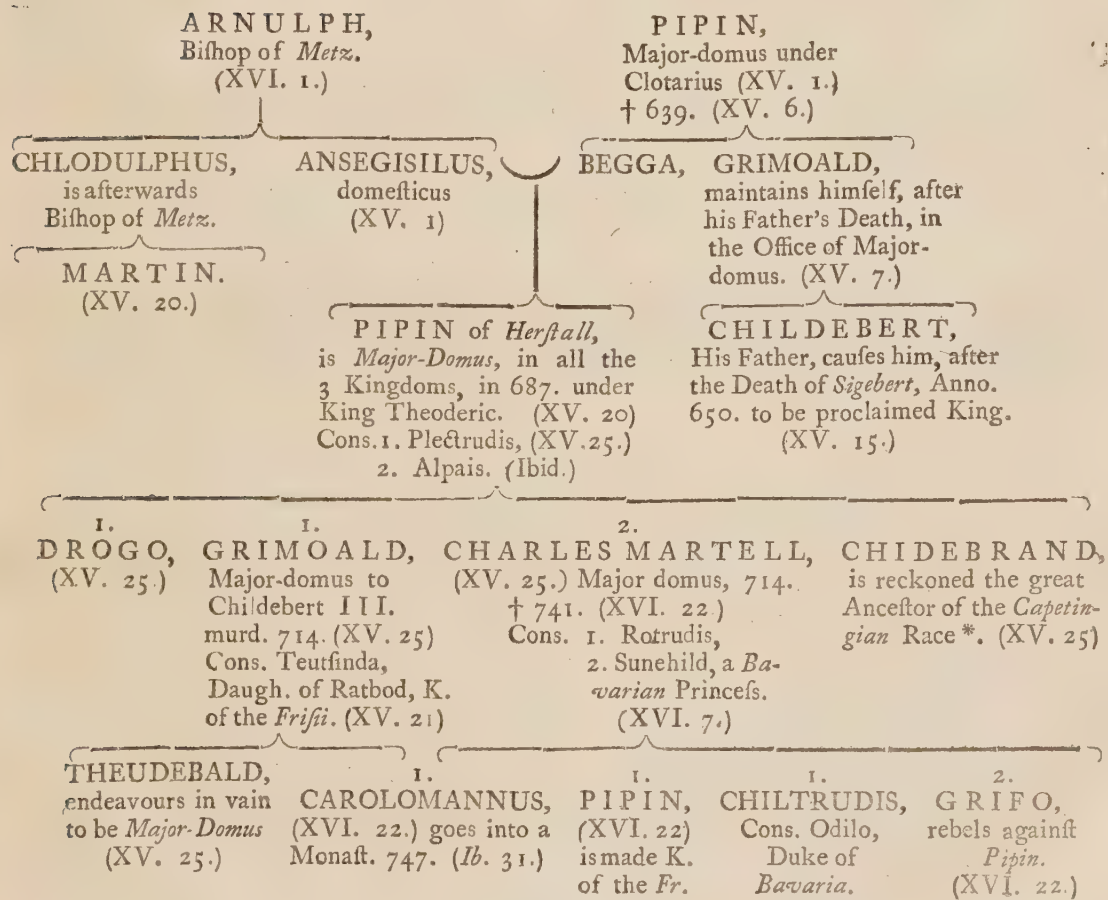 ARNULPH,
Biſhop of Metz.
(XVI. 1.)
PIPIN,
Major-domus under
Clotarius (XV. 1.)
† 639. (XV. 6.)
CHLODULPHUS,
is afterwards
Biſhop of Metz.
ANSEGISILUS,
domeſticus
(XV. 1)
BEGGA,
GRIMOALD,
maintains himſelf, after
his Father's Death, in
the Office of Major-
domus. (XV. 7.)
MARTIN.
(XV. 20.)
PIPIN of Herſtall,
is Major-Domus, in all the
3 Kingdoms, in 687. under
King Theoderic. (XV. 20)
Cons. 1. Plectrudis, (XV. 25.)
2. Alpais. (Ibid.)
CHILDEBERT,
His Father, cauſes him, after
the Death of Sigebert, Anno.
650. to be proclaimed King.
(XV. 15.)
1.
DROGO,
(XV. 25.)
1.
GRIMOALD,
Major-domus to
Childebert III.
murd. 714. (XV. 25)
Cons. Teutſinda,
Daugh. of Ratbod, K.
of the Friſii. (XV. 21)
2.
CHARLES MARTELL,
(XV. 25.) Major domus, 714.
† 741. (XVI. 22.)
Cons. 1. Rotrudis,
2. Sunehild, a Ba-
varian Princeſs.
(XVI. 7.)
CHIDEBRAND,
is reckoned the great
Anceſtor of the Capetin-
gian Race *. (XV. 25)
THEUDEBALD,
endeavours in vain
to be Major-Domus
(XV. 25.)
1.
CAROLOMANNUS,
(XVI. 22.) goes into a
Monaſt. 747. (Ib. 31.)
1.
PIPIN,
(XVI. 22)
is made K.
of the Fr.
1.
CHILTRUDIS,
Cons. Odilo,
Duke of
Bavaria.
2.
GRIFO,
rebels againſt
Pipin.
(XVI. 22.)